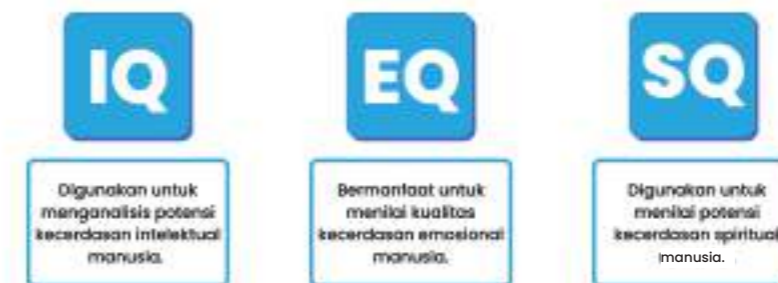 IQ
Digunakan untuk
menganalisis potensi
kecerdasan intelektual
manusia.
EQ
Bermanfaat untuk
menilai kualitas
kecerdasan emosional
manusia.
SQ
Digunakan untuk
menilai potensi
kecerdasan spiritual
manusia.